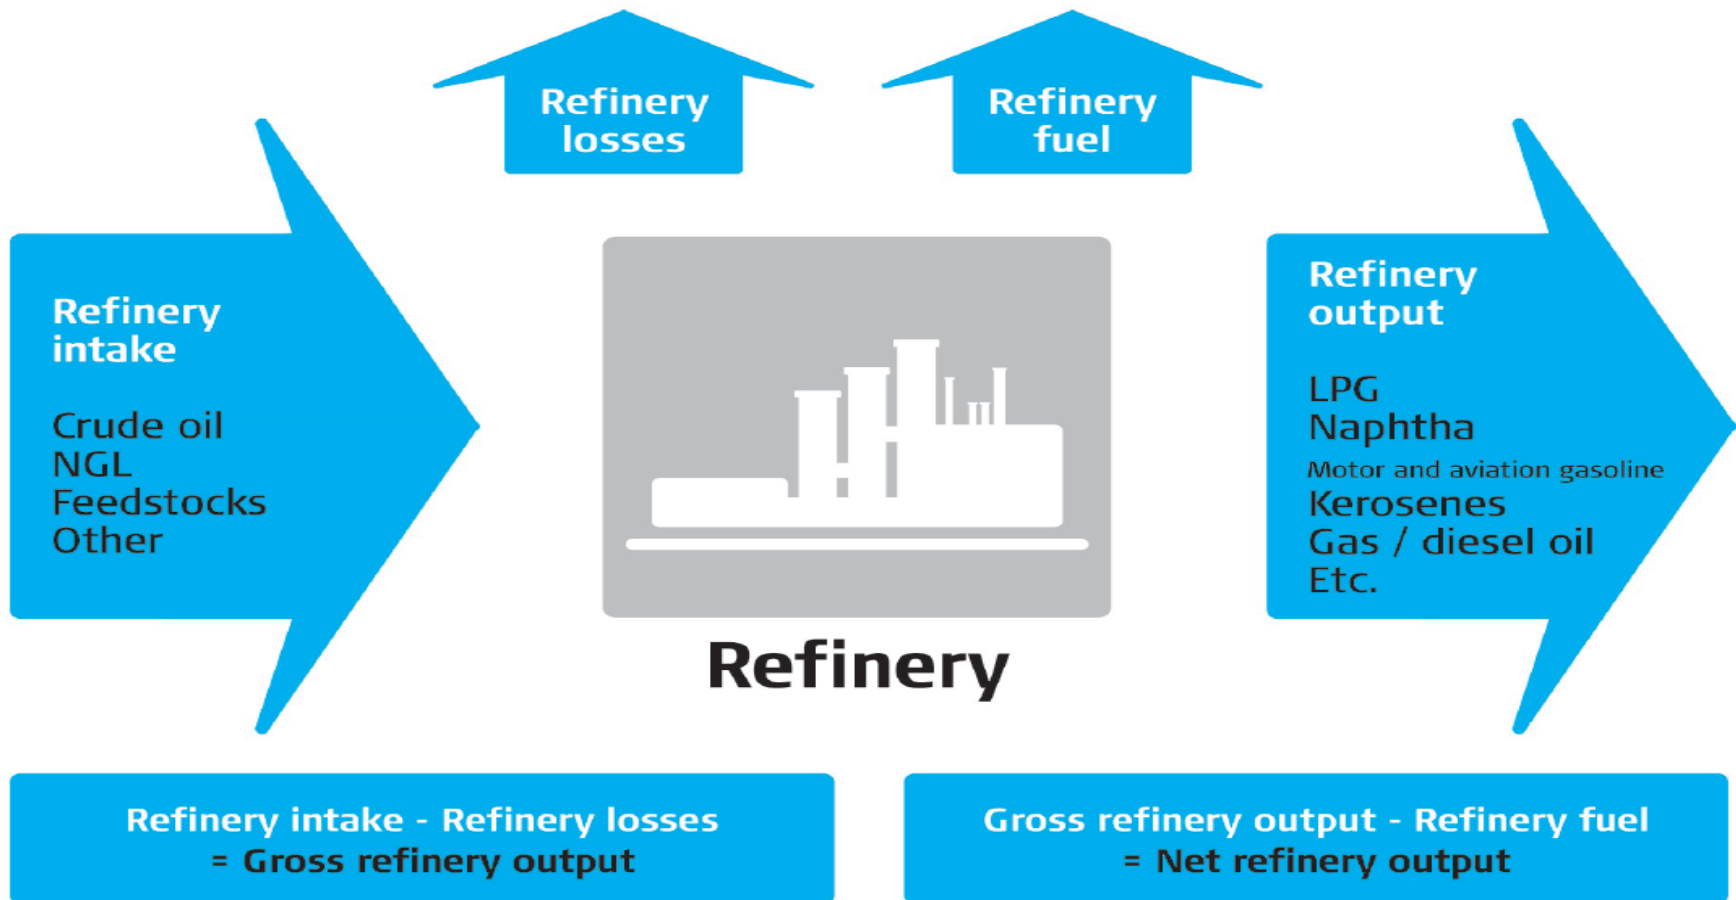 Refinery
losses
Refinery
fuel
Refinery
intake
Crude oil
NGL
Feedstocks
Other
Refinery
output
LPG
Naphtha
Motor and aviation gasoline
Kerosenes
Gas / diesel oil
Etc.
Refinery
Refinery intake - Refinery losses
= Gross refinery output
Gross refinery output - Refinery fuel
= Net refinery output